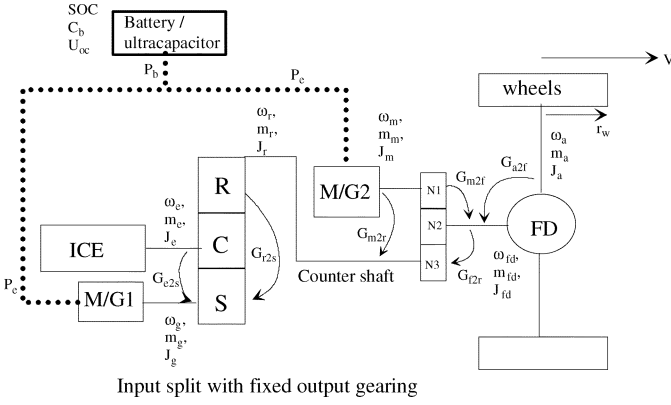 SOC
C_b
U_oc
Battery /
ultracapacitor
P_b
P_e
V
wheels
r_w
ω_r,
m_r,
J_r
ω_m,
m_m,
J_m
ω_a
m_a
J_a
R
M/G2
N1
G_m2f
G_a2f
ω_e,
m_e,
J_e
ICE
C
G_r2s
G_m2r
N2
FD
G_e2s
Counter shaft
N3
G_f2r
ω_fd,
m_fd,
J_fd
P_e
M/G1
S
ω_g,
m_g,
J_g
Input split with fixed output gearing